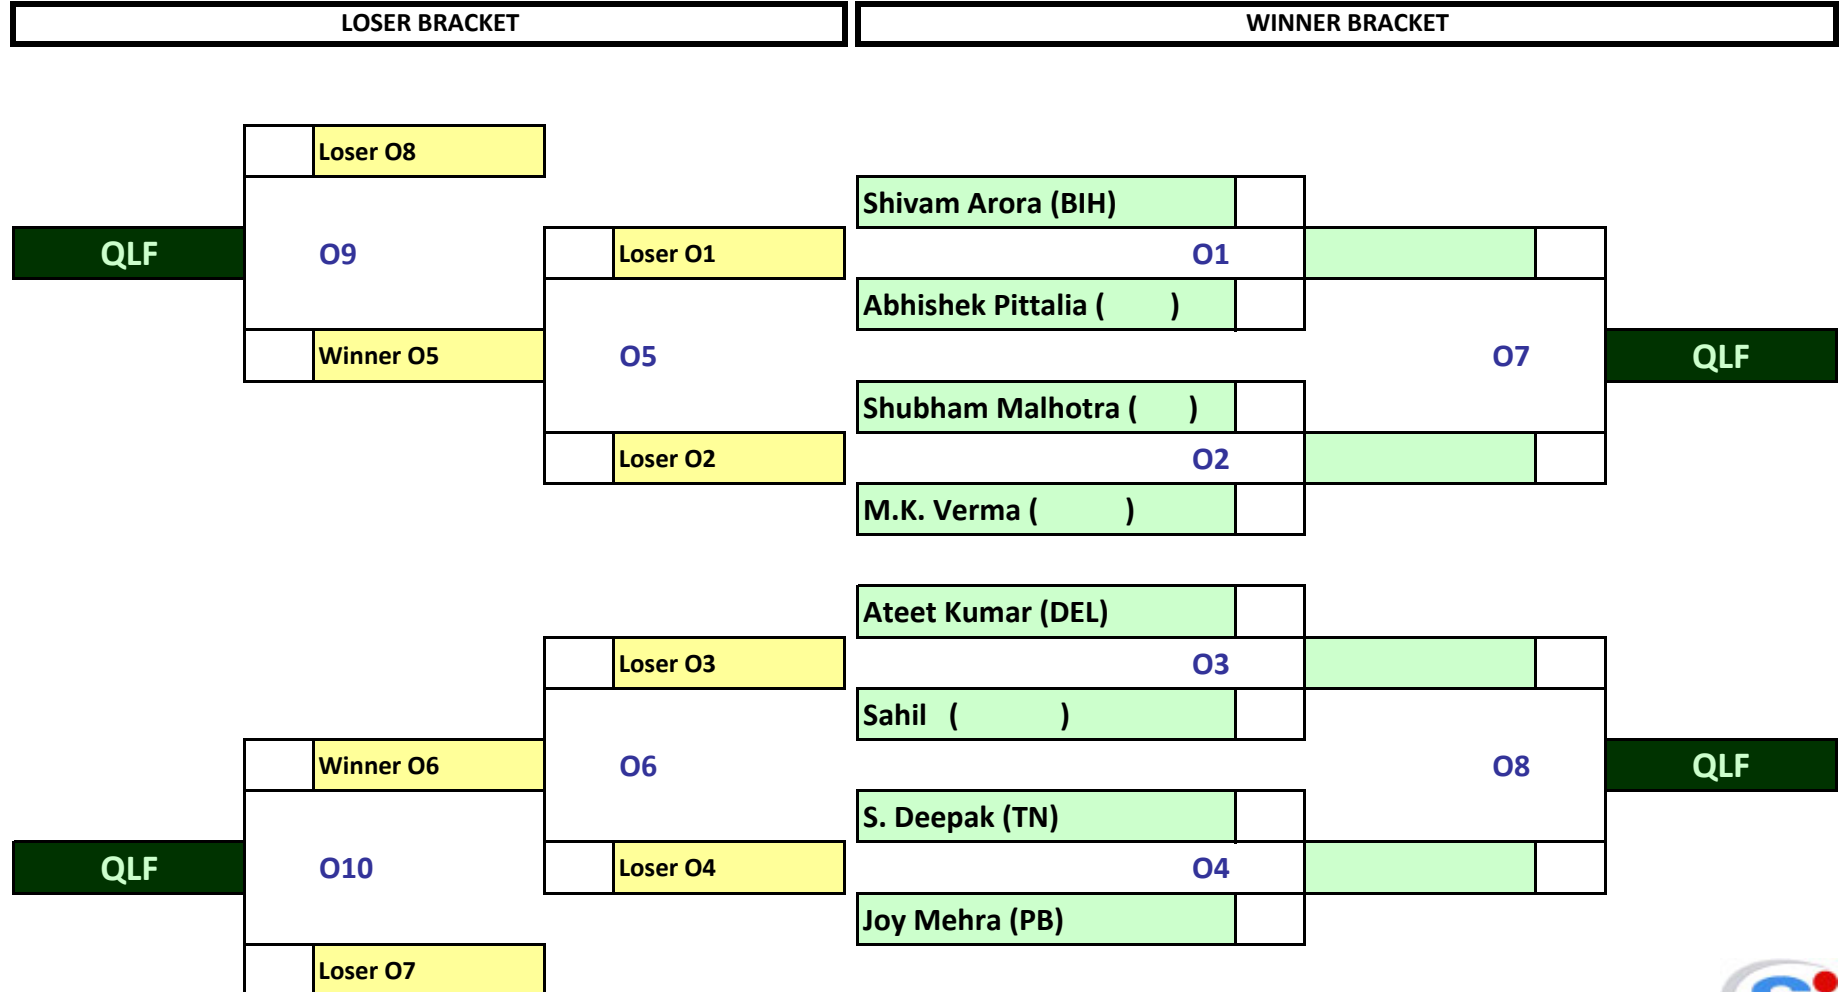 LOSER BRACKET
WINNER BRACKET
Loser O8
Shivam Arora (BIH)
QLF
O9
Loser O1
O1
Abhishek Pittalia (        )
Winner O5
O5
O7
QLF
Shubham Malhotra (      )
Loser O2
O2
M.K. Verma (          )
Ateet Kumar (DEL)
Loser O3
O3
Sahil   (            )
Winner O6
O6
O8
QLF
S. Deepak (TN)
QLF
O10
Loser O4
O4
Joy Mehra (PB)
Loser O7